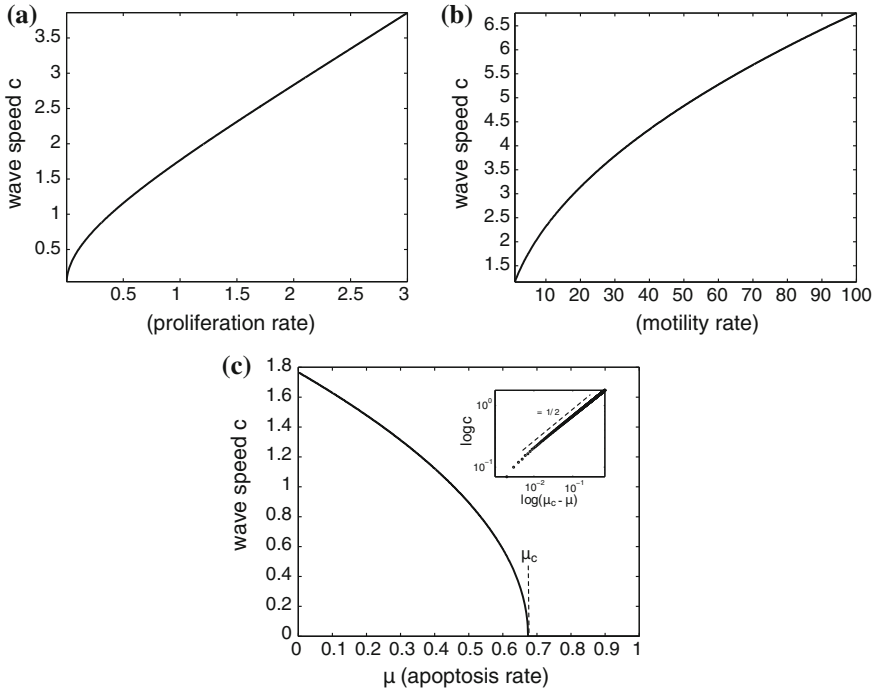 (a)
wave speed c
3.5
3
2.5
2
1.5
1
0.5
0.5 1 1.5 2 2.5 3
(proliferation rate)
(b)
wave speed c
6.5
6
5.5
5
4.5
4
3.5
3
2.5
2
1.5
10 20 30 40 50 60 70 80 90 100
(motility rate)
(c)
wave speed c
1.8
1.6
1.4
1.2
1
0.8
0.6
0.4
0.2
0
0 0.1 0.2 0.3 0.4 0.5 0.6 0.7 0.8 0.9 1
μ (apoptosis rate)
μc
log c
10^0
10^-1
= 1/2
10^-2 10^-1
log(μc - μ)